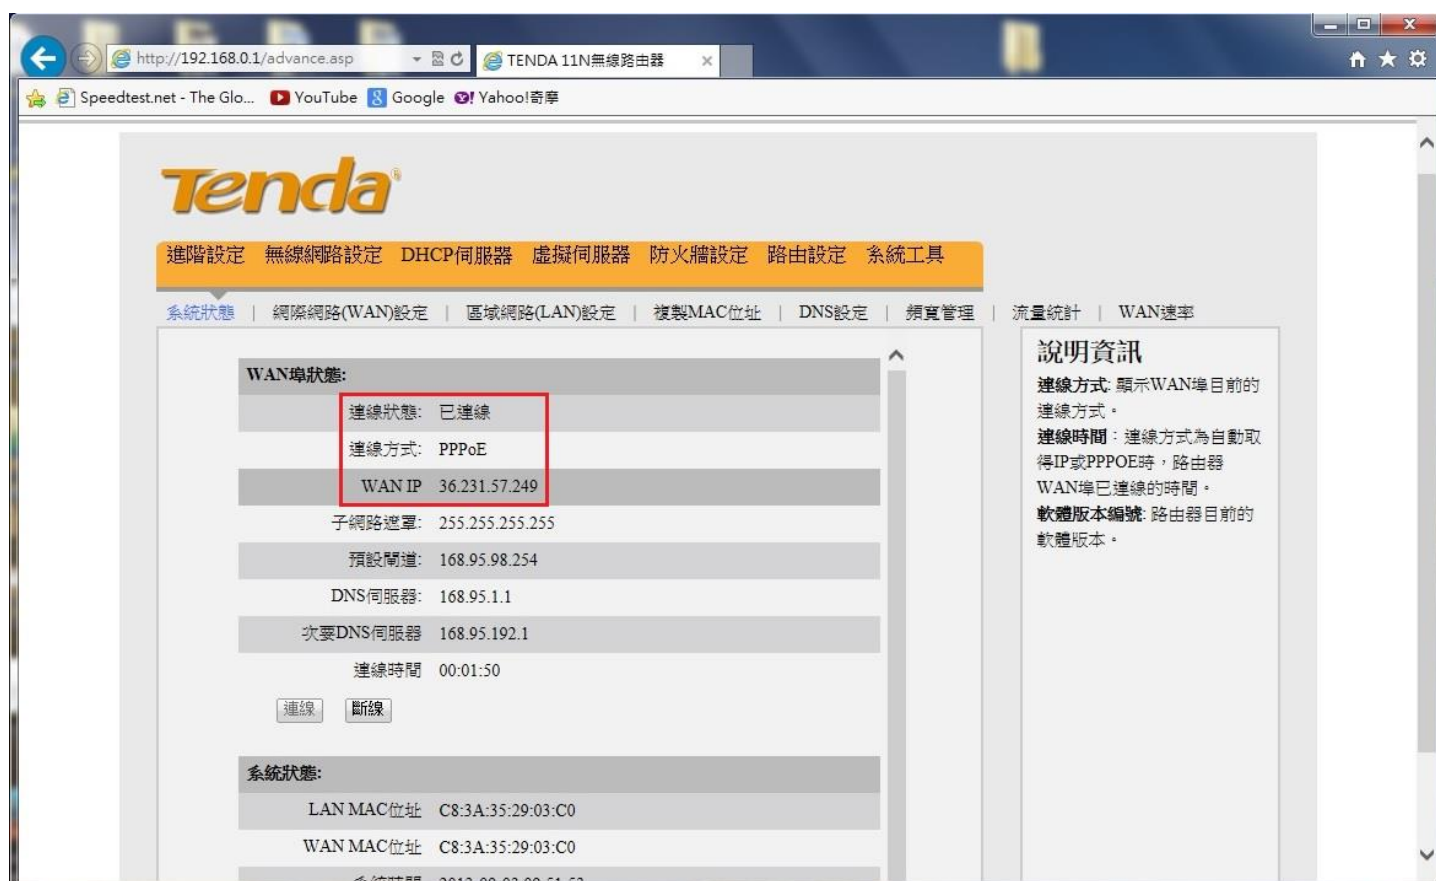 http://192.168.0.1/advance.asp
TENDA 11N無線路由器
Speedtest.net - The Glo...
YouTube
Google
Yahoo!奇摩
Tenda
進階設定 無線網路設定 DHCP伺服器 虛擬伺服器 防火牆設定 路由設定 系統工具
系統狀態 | 網際網路(WAN)設定 | 區域網路(LAN)設定 | 複製MAC位址 | DNS設定 | 頻寬管理 | 流量統計 | WAN速率
WAN埠狀態:
連線狀態: 已連線
連線方式: PPPoE
WAN IP 36.231.57.249
子網路遮罩: 255.255.255.255
預設閘道: 168.95.98.254
DNS伺服器: 168.95.1.1
次要DNS伺服器 168.95.192.1
連線時間 00:01:50
連線 斷線
系統狀態:
LAN MAC位址 C8:3A:35:29:03:C0
WAN MAC位址 C8:3A:35:29:03:C0
說明資訊
連線方式: 顯示WAN埠目前的
連線方式。
連線時間：連線方式為自動取
得IP或PPPOE時，路由器
WAN埠已連線的時間。
軟體版本編號: 路由器目前的
軟體版本。